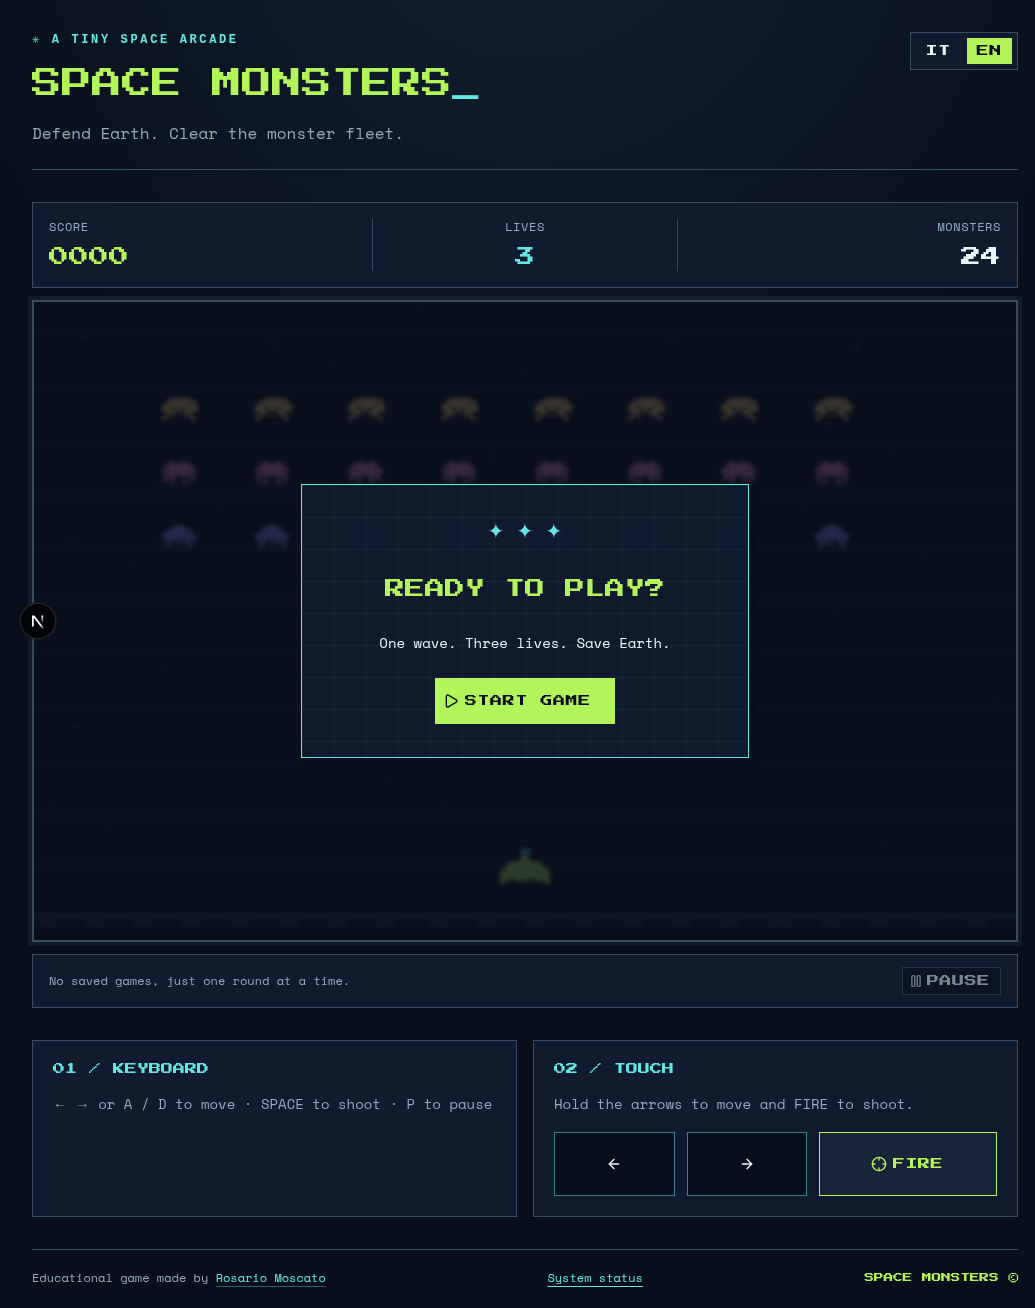 ✴ A TINY SPACE ARCADE
IT EN
SPACE MONSTERS_
Defend Earth. Clear the monster fleet.
SCORE
0000
LIVES
3
MONSTERS
24
✦ ✦ ✦
READY TO PLAY?
One wave. Three lives. Save Earth.
START GAME
N
No saved games, just one round at a time.
PAUSE
01 / KEYBOARD
← → or A / D to move · SPACE to shoot · P to pause
02 / TOUCH
Hold the arrows to move and FIRE to shoot.
← → FIRE
Educational game made by Rosario Moscato
System status
SPACE MONSTERS ©